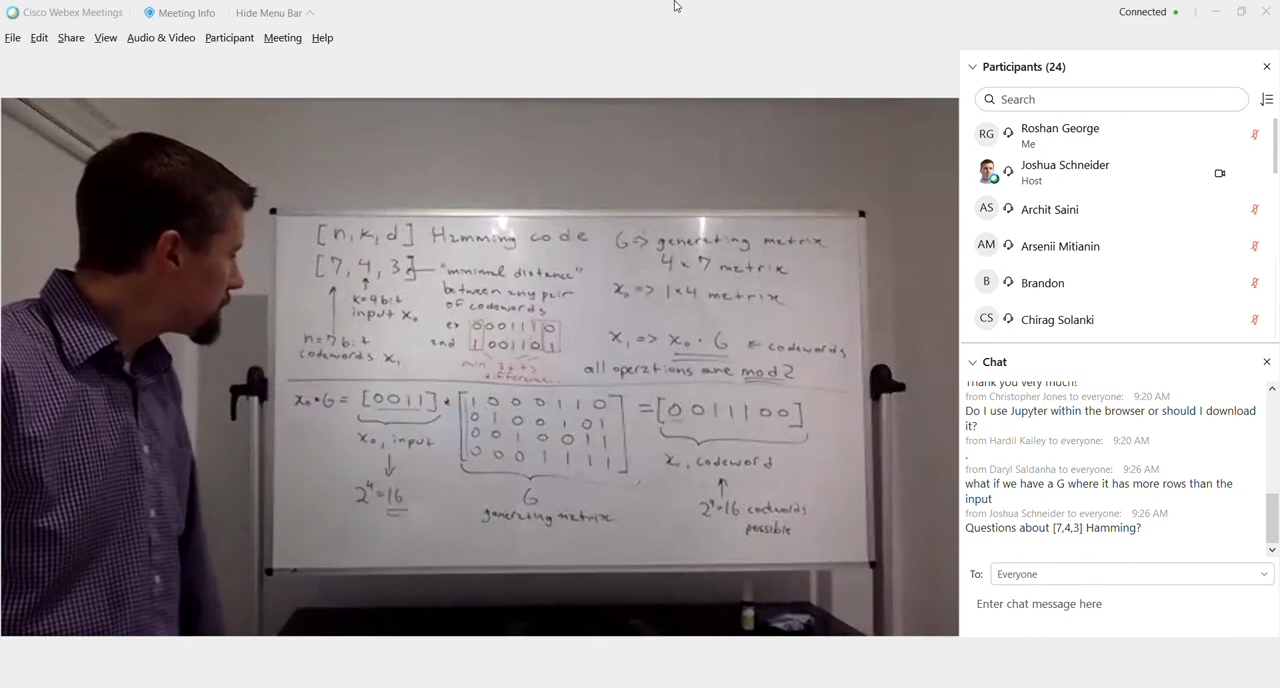 Cisco Webex Meetings
Meeting Info
Hide Menu Bar
Connected
File Edit Share View Audio & Video Participant Meeting Help
[n, k, d] Hamming code
[7, 4, 3]
"minimal distance"
between any pair
of codewords
k=4 bit
input x₀
n=7 bit
codewords x₁
ex 0001110
and 1001101
min 3 bits
difference
G => generating matrix
4 x 7 matrix
x₀ => 1x4 matrix
x₁ => x₀ · G ← codewords
all operations are mod 2
x₀·G = [0011] • [1 0 0 0 1 1 0
0 1 0 0 1 0 1
0 0 1 0 0 1 1
0 0 0 1 1 1 1] = [0011100]
x₀, input
2⁴=16
G
generating matrix
x, codeword
2⁴=16 codewords
possible
Participants (24)
Search
RG Roshan George
Me
Joshua Schneider
Host
AS Archit Saini
AM Arsenii Mitianin
B Brandon
CS Chirag Solanki
Chat
Thank you very much!
from Christopher Jones to everyone: 9:20 AM
Do I use Jupyter within the browser or should I download
it?
from Hardil Kailey to everyone: 9:20 AM
.
from Daryl Saldanha to everyone: 9:26 AM
what if we have a G where it has more rows than the
input
from Joshua Schneider to everyone: 9:26 AM
Questions about [7,4,3] Hamming?
To: Everyone
Enter chat message here